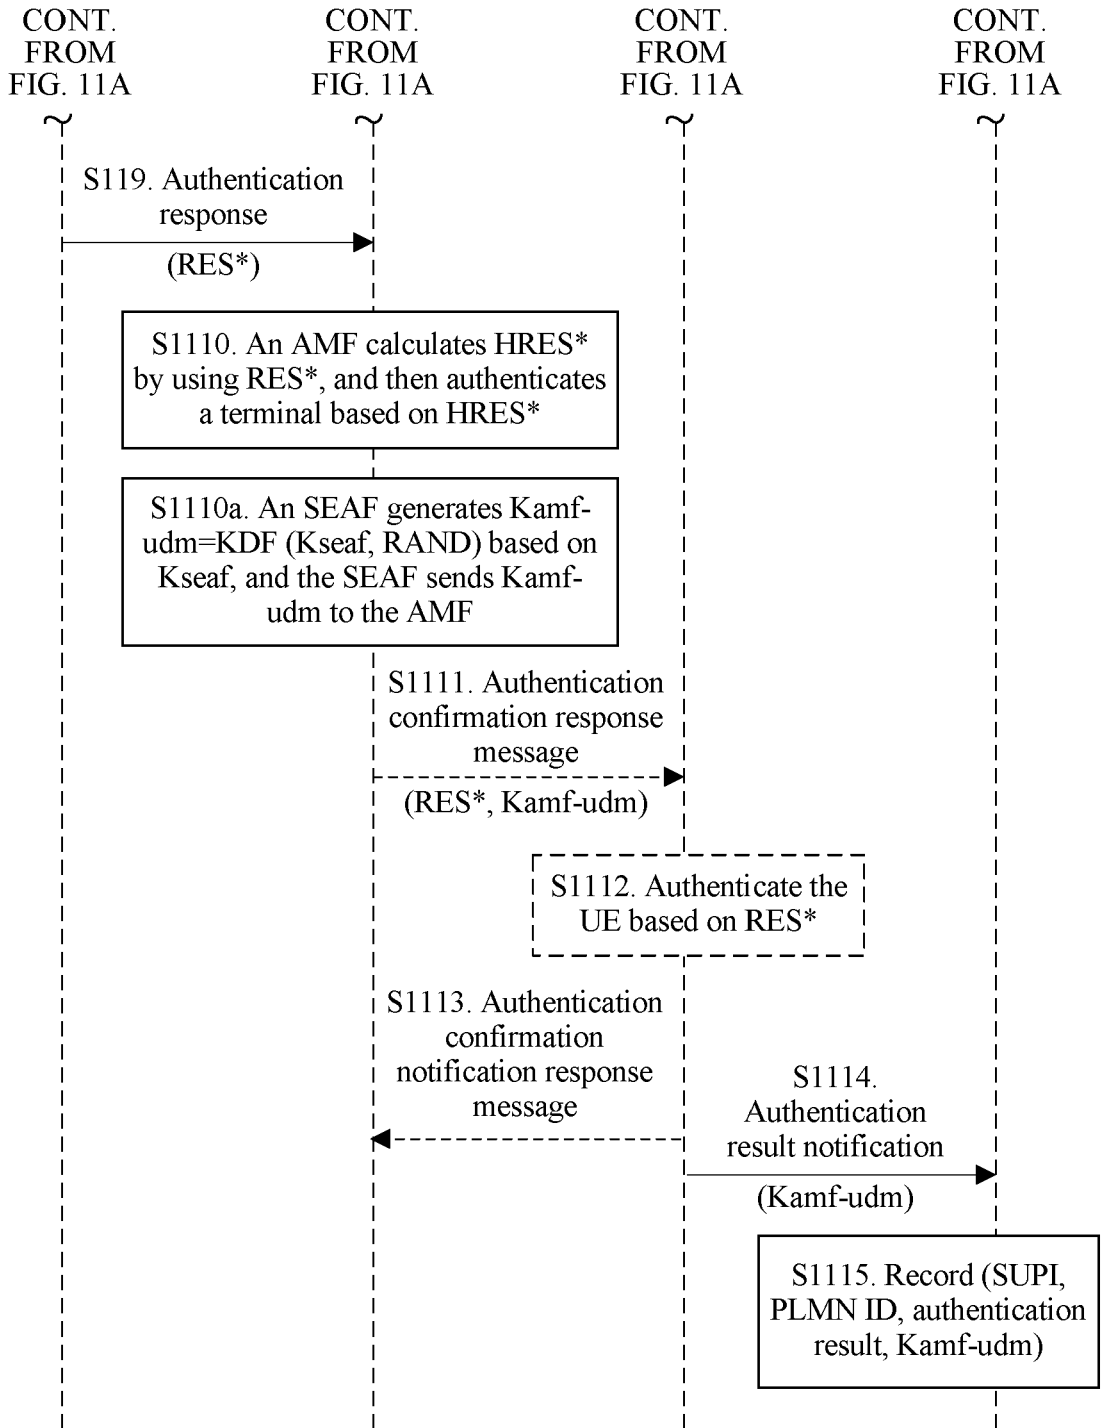 CONT.
FROM
FIG. 11A
CONT.
FROM
FIG. 11A
CONT.
FROM
FIG. 11A
CONT.
FROM
FIG. 11A
S119. Authentication
response
(RES*)
S1110. An AMF calculates HRES*
by using RES*, and then authenticates
a terminal based on HRES*
S1110a. An SEAF generates Kamf-
udm=KDF (Kseaf, RAND) based on
Kseaf, and the SEAF sends Kamf-
udm to the AMF
S1111. Authentication
confirmation response
message
(RES*, Kamf-udm)
S1112. Authenticate the
UE based on RES*
S1113. Authentication
confirmation
notification response
message
S1114.
Authentication
result notification
(Kamf-udm)
S1115. Record (SUPI,
PLMN ID, authentication
result, Kamf-udm)